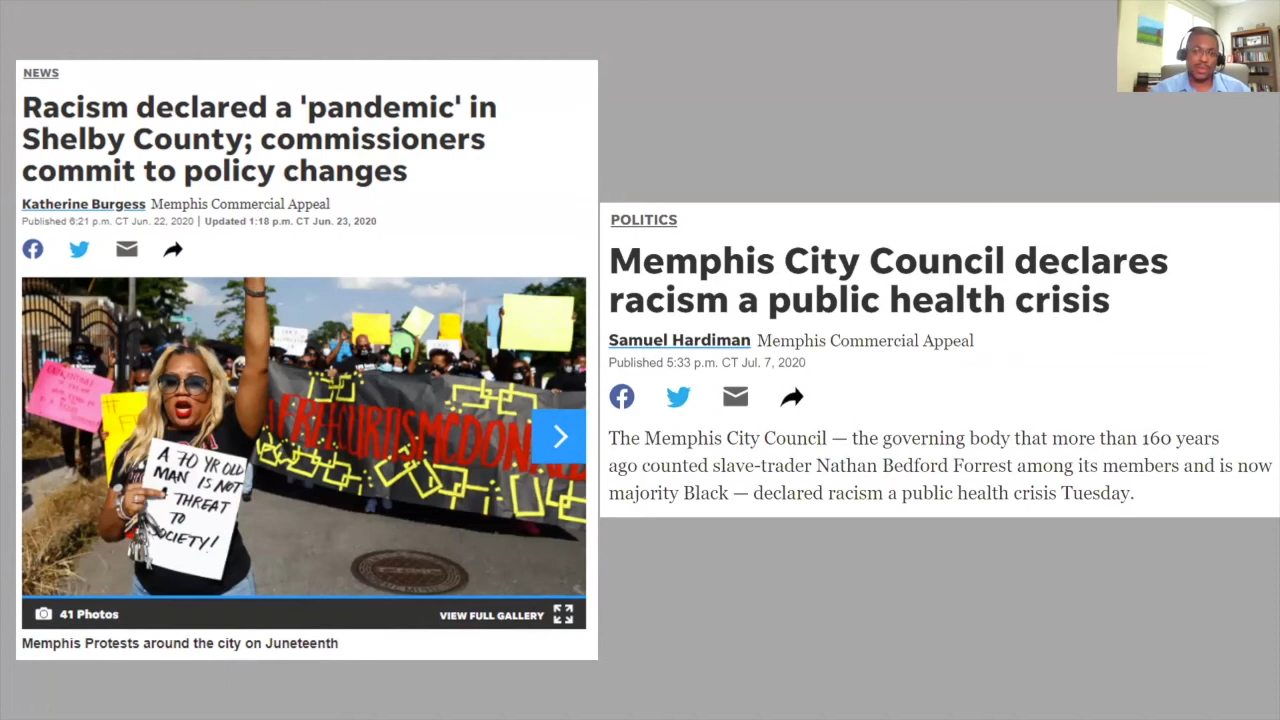 NEWS
Racism declared a 'pandemic' in
Shelby County; commissioners
commit to policy changes
Katherine Burgess Memphis Commercial Appeal
Published 6:21 p.m. CT Jun. 22, 2020 | Updated 1:18 p.m. CT Jun. 23, 2020
A 70 YR OLD
MAN IS NOT
A THREAT
TO
SOCIETY!
#FREECURTISMCDON
41 Photos
VIEW FULL GALLERY
Memphis Protests around the city on Juneteenth
POLITICS
Memphis City Council declares
racism a public health crisis
Samuel Hardiman Memphis Commercial Appeal
Published 5:33 p.m. CT Jul. 7, 2020
The Memphis City Council — the governing body that more than 160 years
ago counted slave-trader Nathan Bedford Forrest among its members and is now
majority Black — declared racism a public health crisis Tuesday.